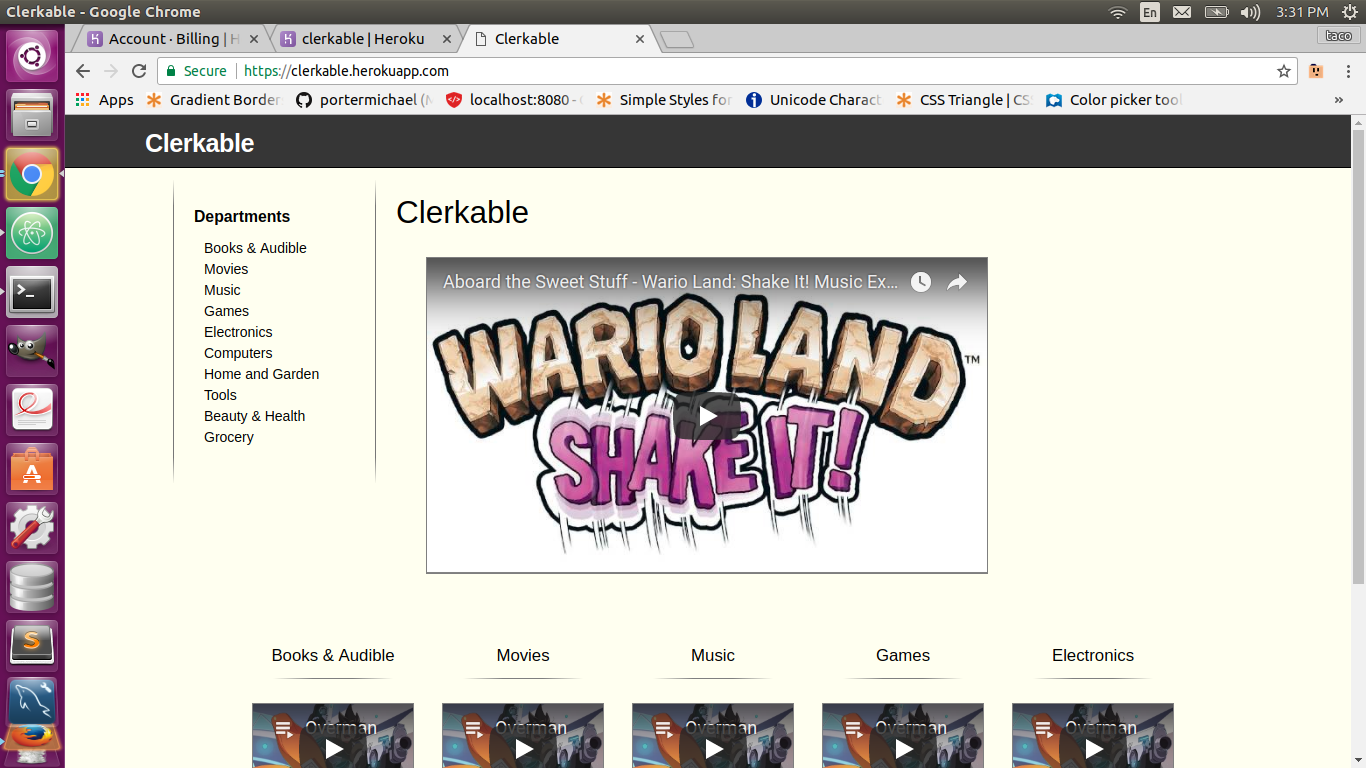 Clerkable - Google Chrome
En
3:31 PM
Account · Billing | H
clerkable | Heroku
Clerkable
taco
Secure
https://clerkable.herokuapp.com
Apps
Gradient Border
portermichael (M
localhost:8080 -
Simple Styles for
Unicode Charact
CSS Triangle | CS
Color picker tool
»
Clerkable
Departments
Books & Audible
Movies
Music
Games
Electronics
Computers
Home and Garden
Tools
Beauty & Health
Grocery
Clerkable
Aboard the Sweet Stuff - Wario Land: Shake It! Music Ex...
WARIO LAND™
SHAKE IT!
Books & Audible
Movies
Music
Games
Electronics
Overman
Overman
Overman
Overman
Overman